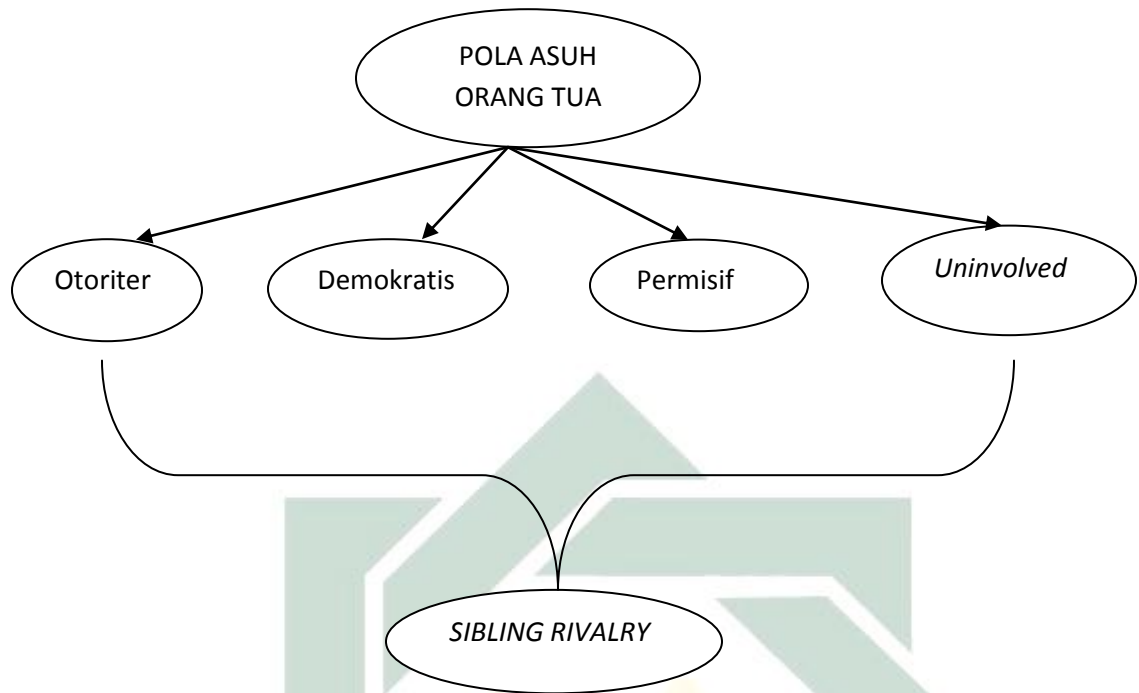 POLA ASUH
ORANG TUA
Otoriter
Demokratis
Permisif
Uninvolved
SIBLING RIVALRY